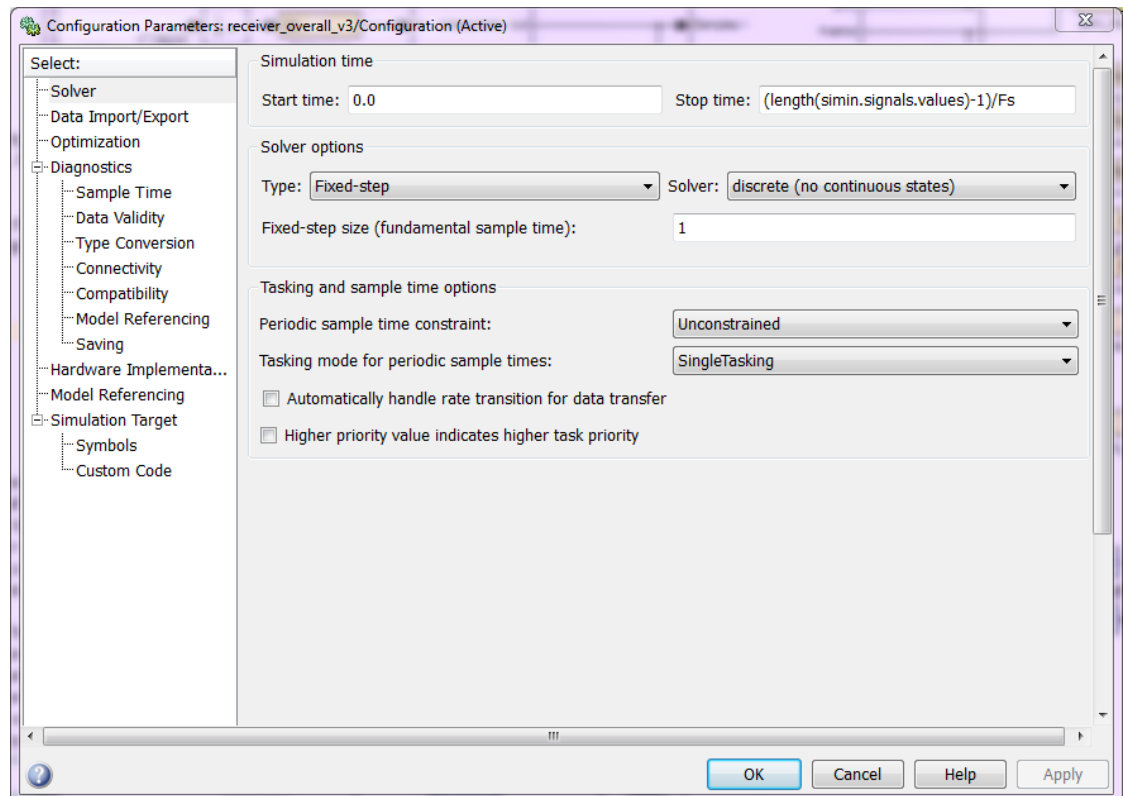 Configuration Parameters: receiver_overall_v3/Configuration (Active)
Select:
Solver
Data Import/Export
Optimization
Diagnostics
Sample Time
Data Validity
Type Conversion
Connectivity
Compatibility
Model Referencing
Saving
Hardware Implementa...
Model Referencing
Simulation Target
Symbols
Custom Code
Simulation time
Start time: 0.0 Stop time: (length(simin.signals.values)-1)/Fs
Solver options
Type: Fixed-step Solver: discrete (no continuous states)
Fixed-step size (fundamental sample time): 1
Tasking and sample time options
Periodic sample time constraint: Unconstrained
Tasking mode for periodic sample times: SingleTasking
Automatically handle rate transition for data transfer
Higher priority value indicates higher task priority
OK Cancel Help Apply